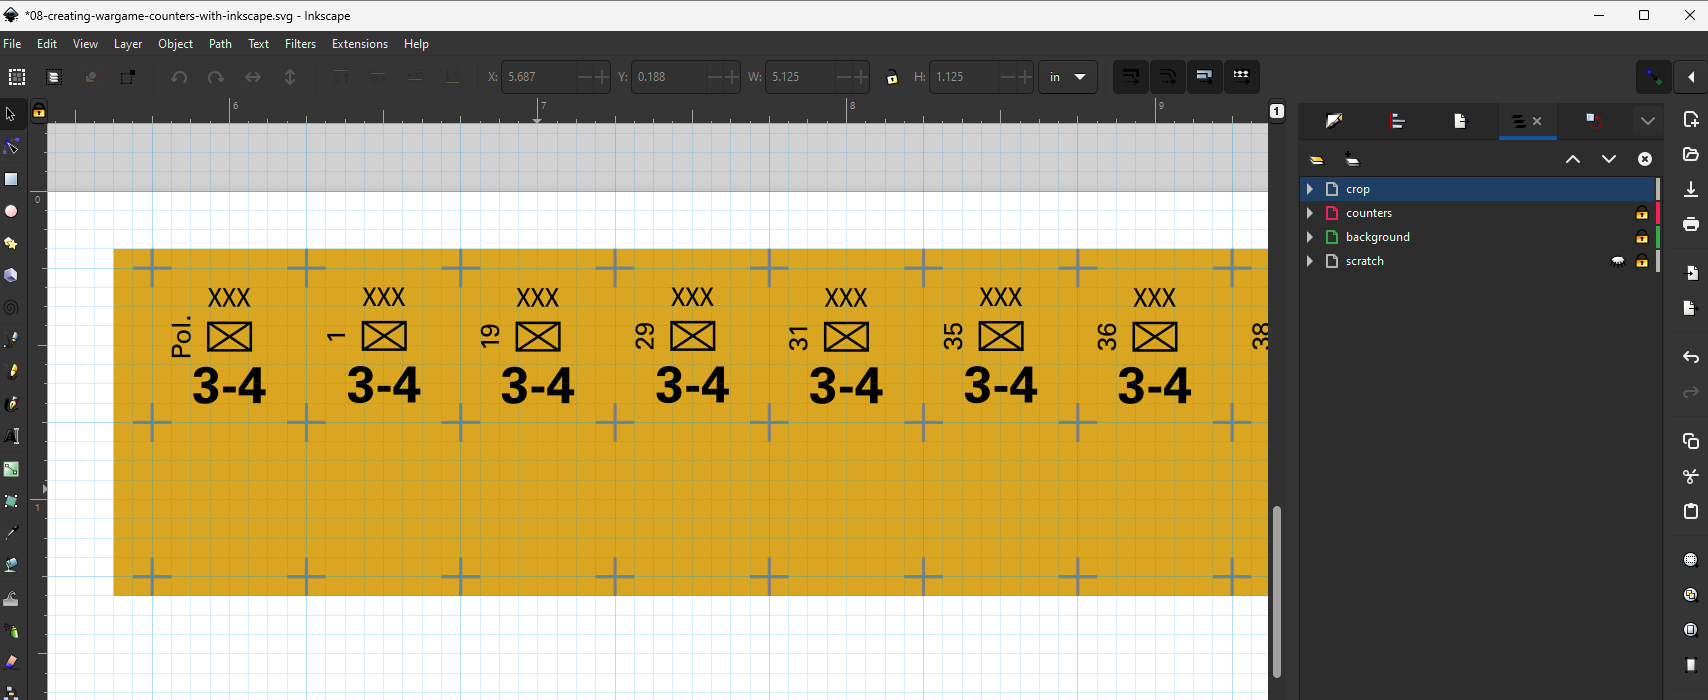 *08-creating-wargame-counters-with-inkscape.svg - Inkscape
File Edit View Layer Object Path Text Filters Extensions Help
X: 5.687 Y: 0.188 W: 5.125 H: 1.125 in
6 7 8 9 1
0
1
XXX XXX XXX XXX XXX XXX XXX
Pol. 1 19 29 31 35 36 38
3-4 3-4 3-4 3-4 3-4 3-4 3-4
crop
counters
background
scratch